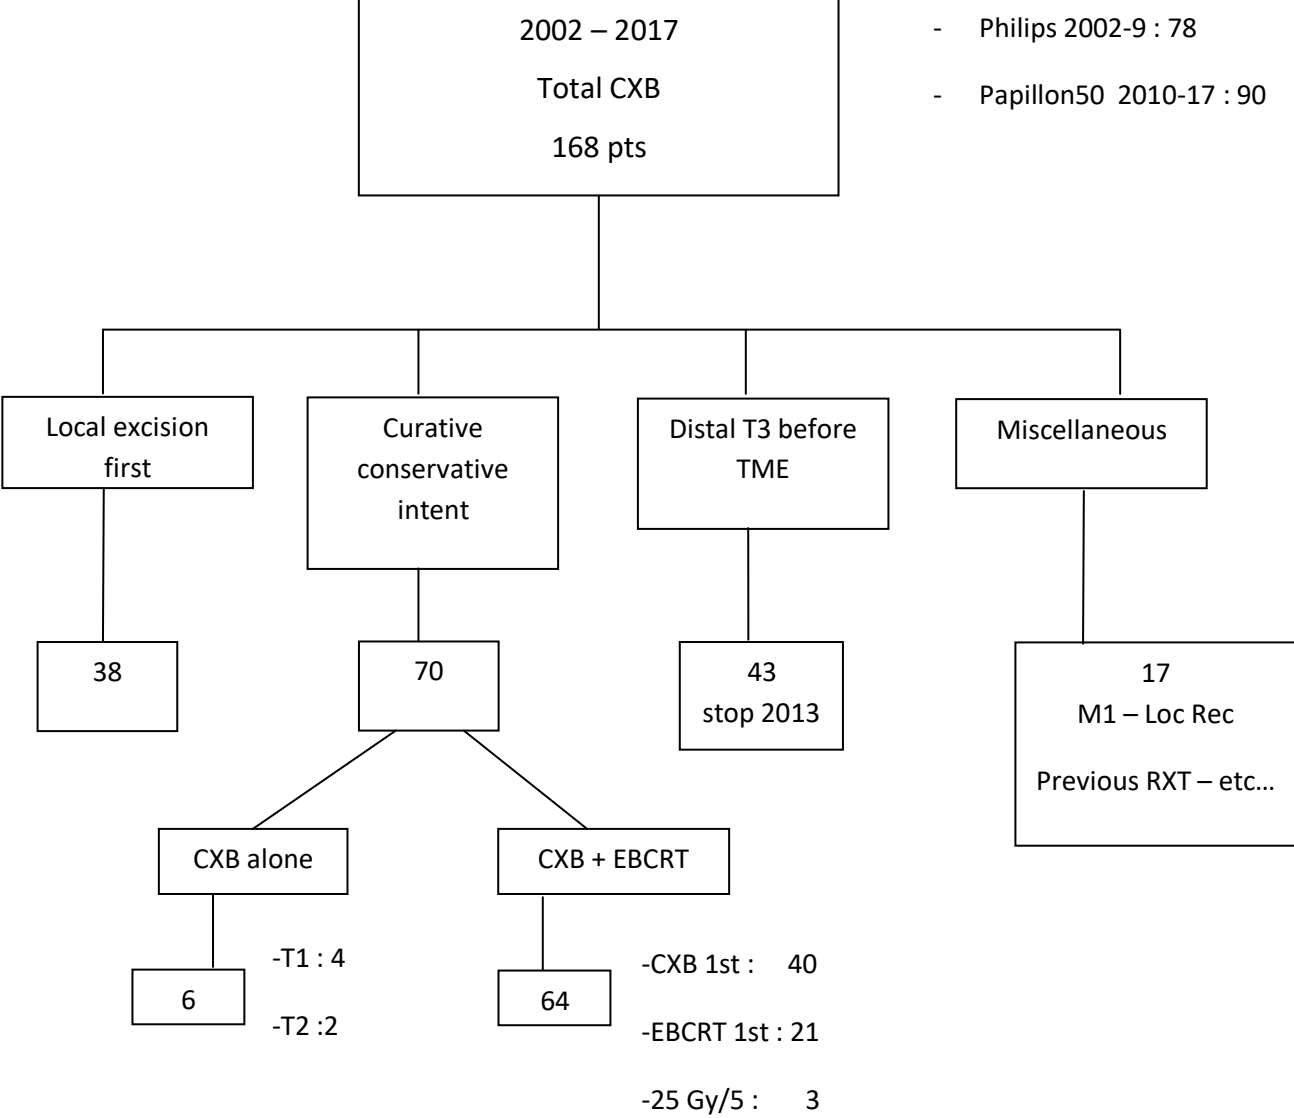 2002 – 2017
Total CXB
168 pts
- Philips 2002-9 : 78
- Papillon50 2010-17 : 90
Local excision
first
Curative
conservative
intent
Distal T3 before
TME
Miscellaneous
38
70
43
stop 2013
17
M1 – Loc Rec
Previous RXT – etc…
CXB alone
CXB + EBCRT
6
-T1 : 4
-T2 :2
64
-CXB 1st : 40
-EBCRT 1st : 21
-25 Gy/5 : 3